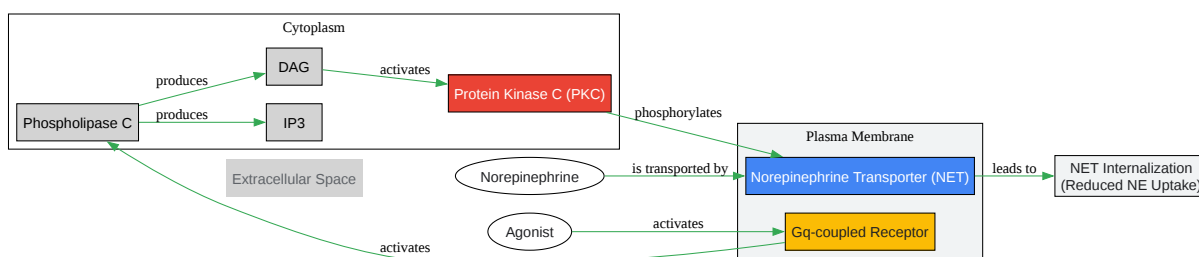 Cytoplasm
DAG
produces
activates
Protein Kinase C (PKC)
Phospholipase C
produces
IP3
phosphorylates
Plasma Membrane
Extracellular Space
Norepinephrine
is transported by
Norepinephrine Transporter (NET)
leads to
NET Internalization
(Reduced NE Uptake)
Agonist
activates
Gq-coupled Receptor
activates